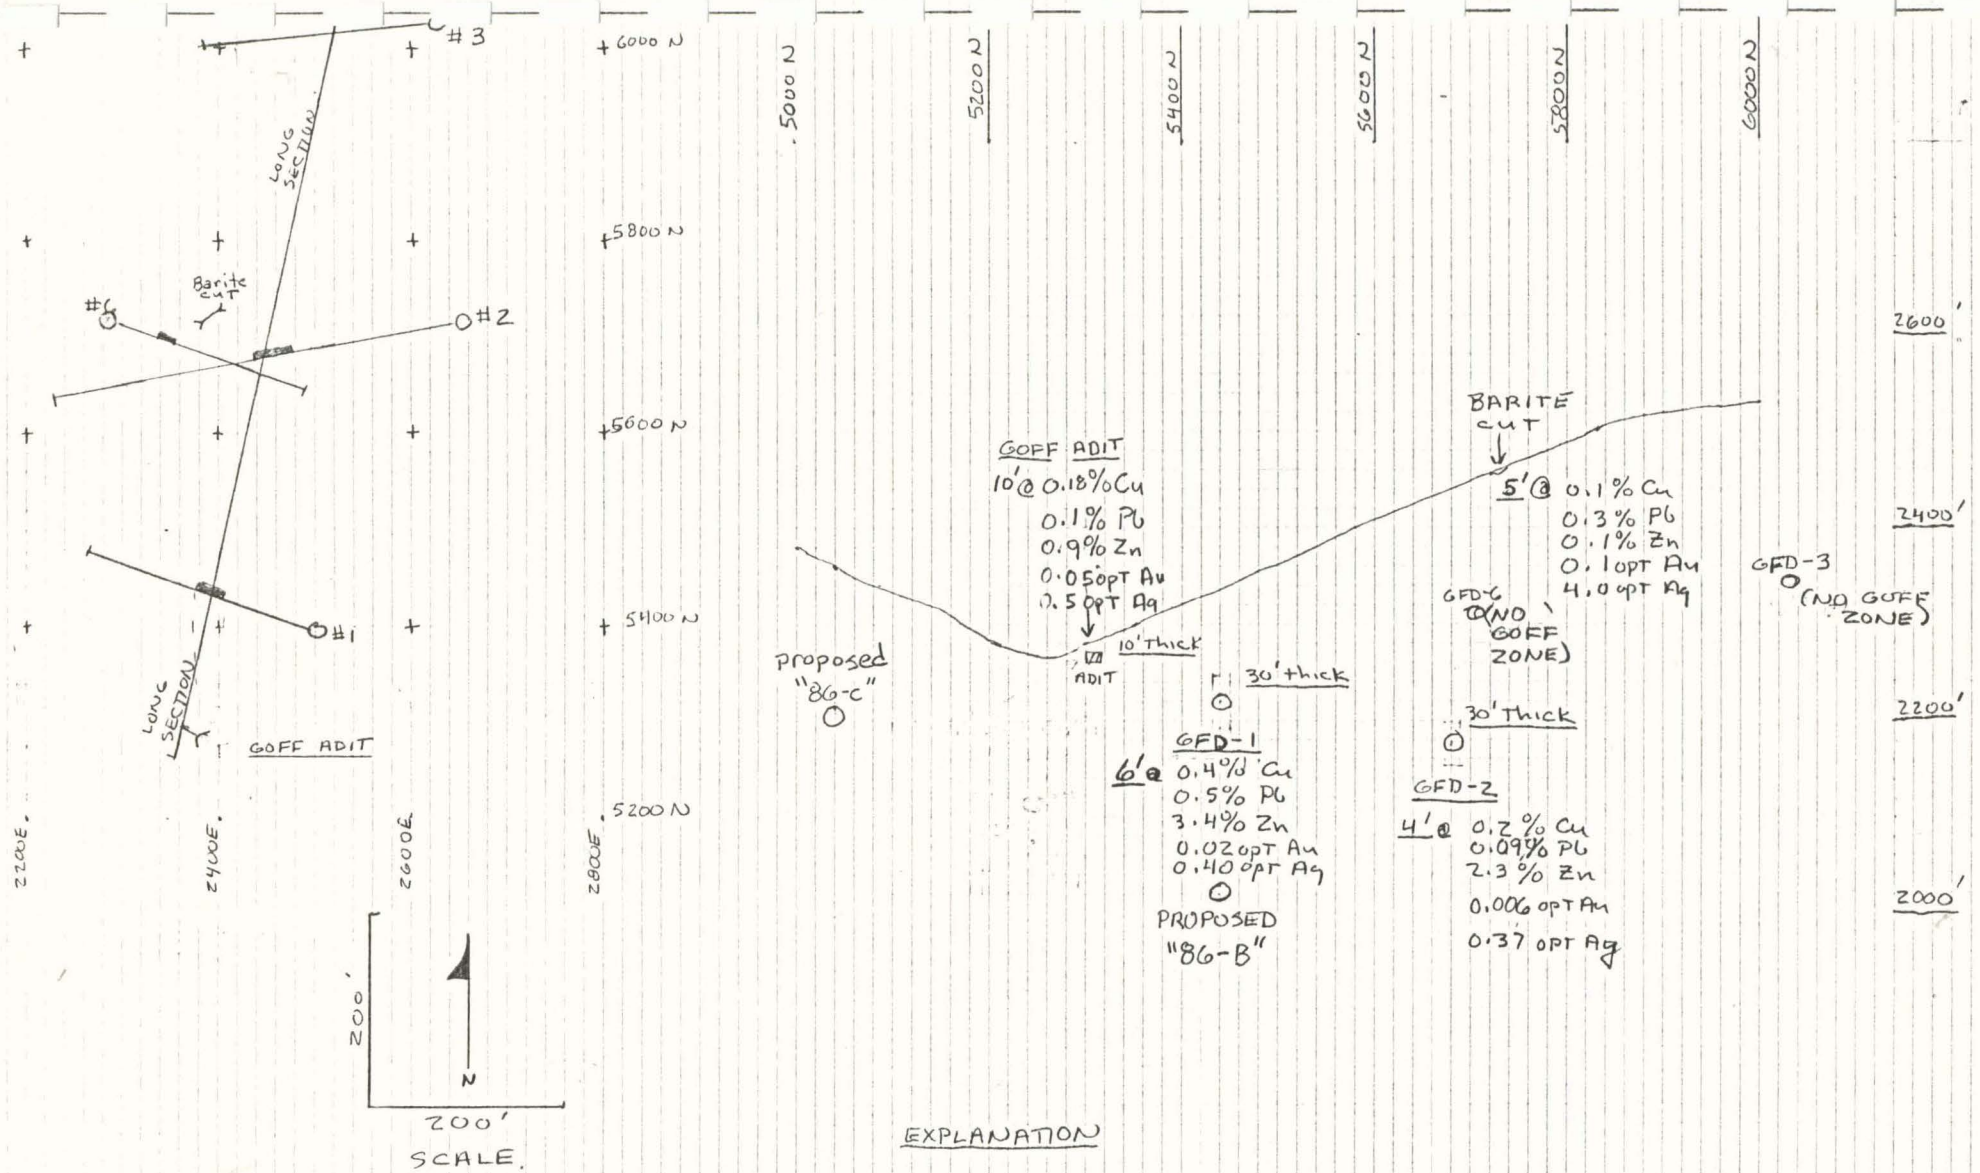 #3
6000 N
LONG
SECTION
5800 N
Barite
cut
#6
#2
5600 N
5400 N
#1
LONG
SECTION
GOFF ADIT
5200 N
2200E.
2400E.
2600E
2800E.
200'
N
200'
SCALE.
5000 N
5200 N
5400 N
5600 N
5800 N
6000 N
2600'
2400'
2200'
2000'
GOFF ADIT
10' @ 0.18% Cu
0.1% Pb
0.9% Zn
0.05 opt Au
0.5 opt Ag
10' Thick
ADIT
BARITE
CUT
5' @ 0.1% Cu
0.3% Pb
0.1% Zn
0.1 opt Au
4.0 opt Ag
GFD-6
(NO
GOFF
ZONE)
GFD-3
(NO GOFF
ZONE)
proposed
"86-C"
30' thick
GFD-1
6' @ 0.4% Cu
0.5% Pb
3.4% Zn
0.02 opt Au
0.40 opt Ag
PROPOSED
"86-B"
30' Thick
GFD-2
4' @ 0.2% Cu
0.09% Pb
2.3% Zn
0.006 opt Au
0.37 opt Ag
EXPLANATION